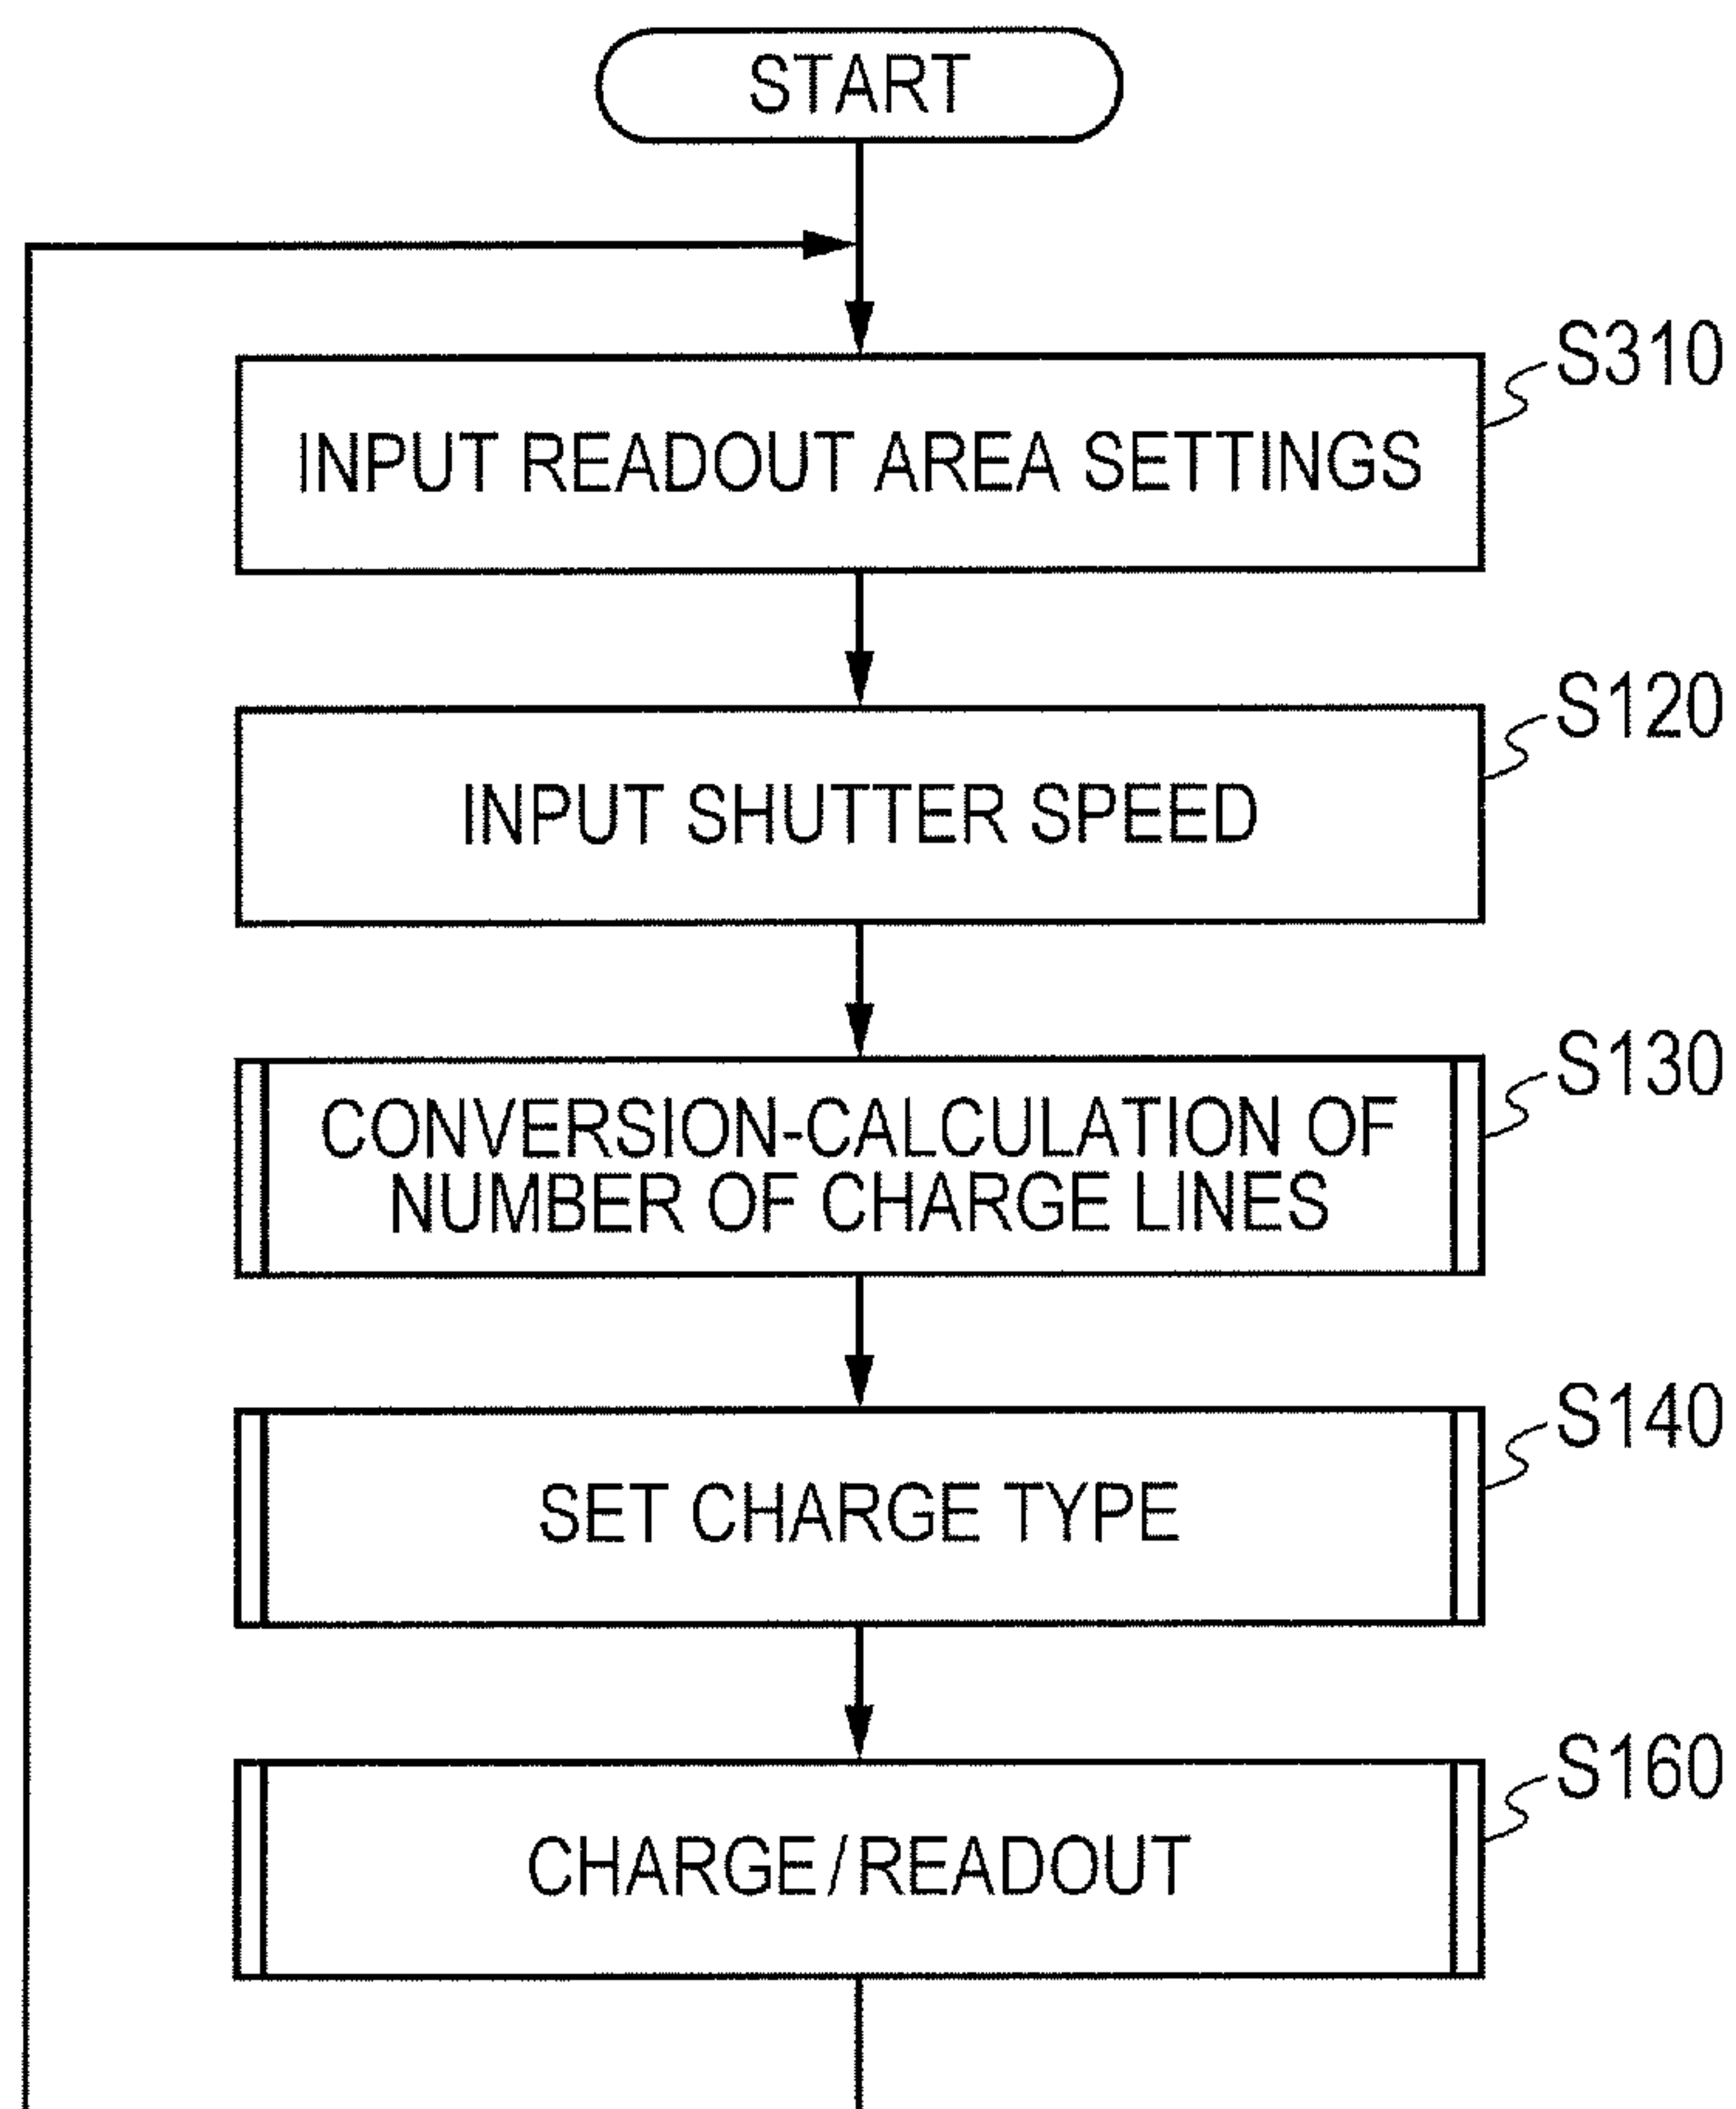 START
S310
INPUT READOUT AREA SETTINGS
S120
INPUT SHUTTER SPEED
S130
CONVERSION-CALCULATION OF
NUMBER OF CHARGE LINES
S140
SET CHARGE TYPE
S160
CHARGE/READOUT